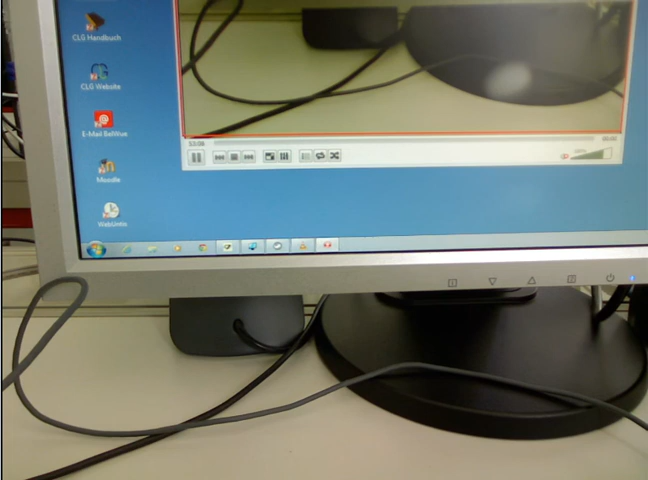 CLG Handbuch
CLG Website
E-Mail BelWue
Moodle
WebUntis